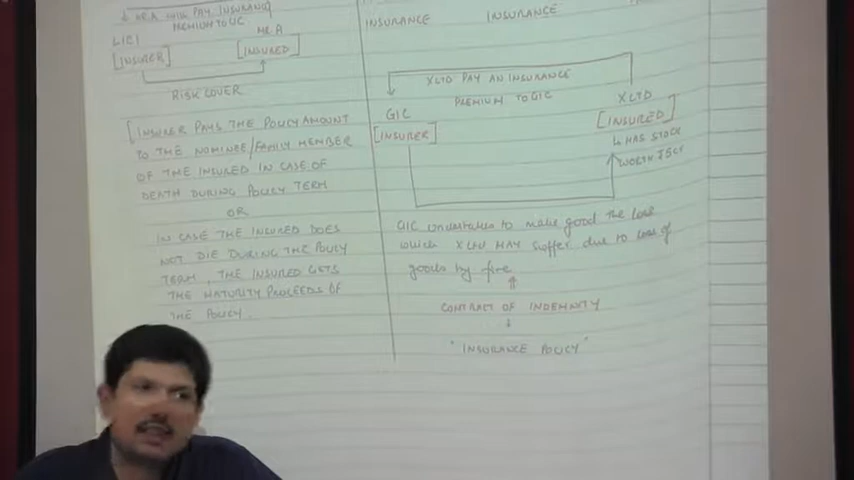 ↓ MR A WILL PAY INSURANCE
PREMIUM TO LIC
LICI
MR. A
[INSURER]
[INSURED]
RISK COVER
[INSURER PAYS THE POLICY AMOUNT
TO THE NOMINEE/FAMILY MEMBER
OF THE INSURED IN CASE OF
DEATH DURING POLICY TERM
OR
IN CASE THE INSURED DOES
NOT DIE DURING THE POLICY
TERM, THE INSURED GETS
THE MATURITY PROCEEDS OF
THE POLICY
INSURANCE
INSURANCE
XLTD PAY AN INSURANCE
PREMIUM TO GIC
GIC
[INSURER]
XLTD
[INSURED]
↳ HAS STOCK
WORTH
GIC undertakes to make good the loss
which XLtd MAY suffer due to loss of
goods by fire
↑
CONTRACT OF INDEMNITY
↓
"INSURANCE POLICY"